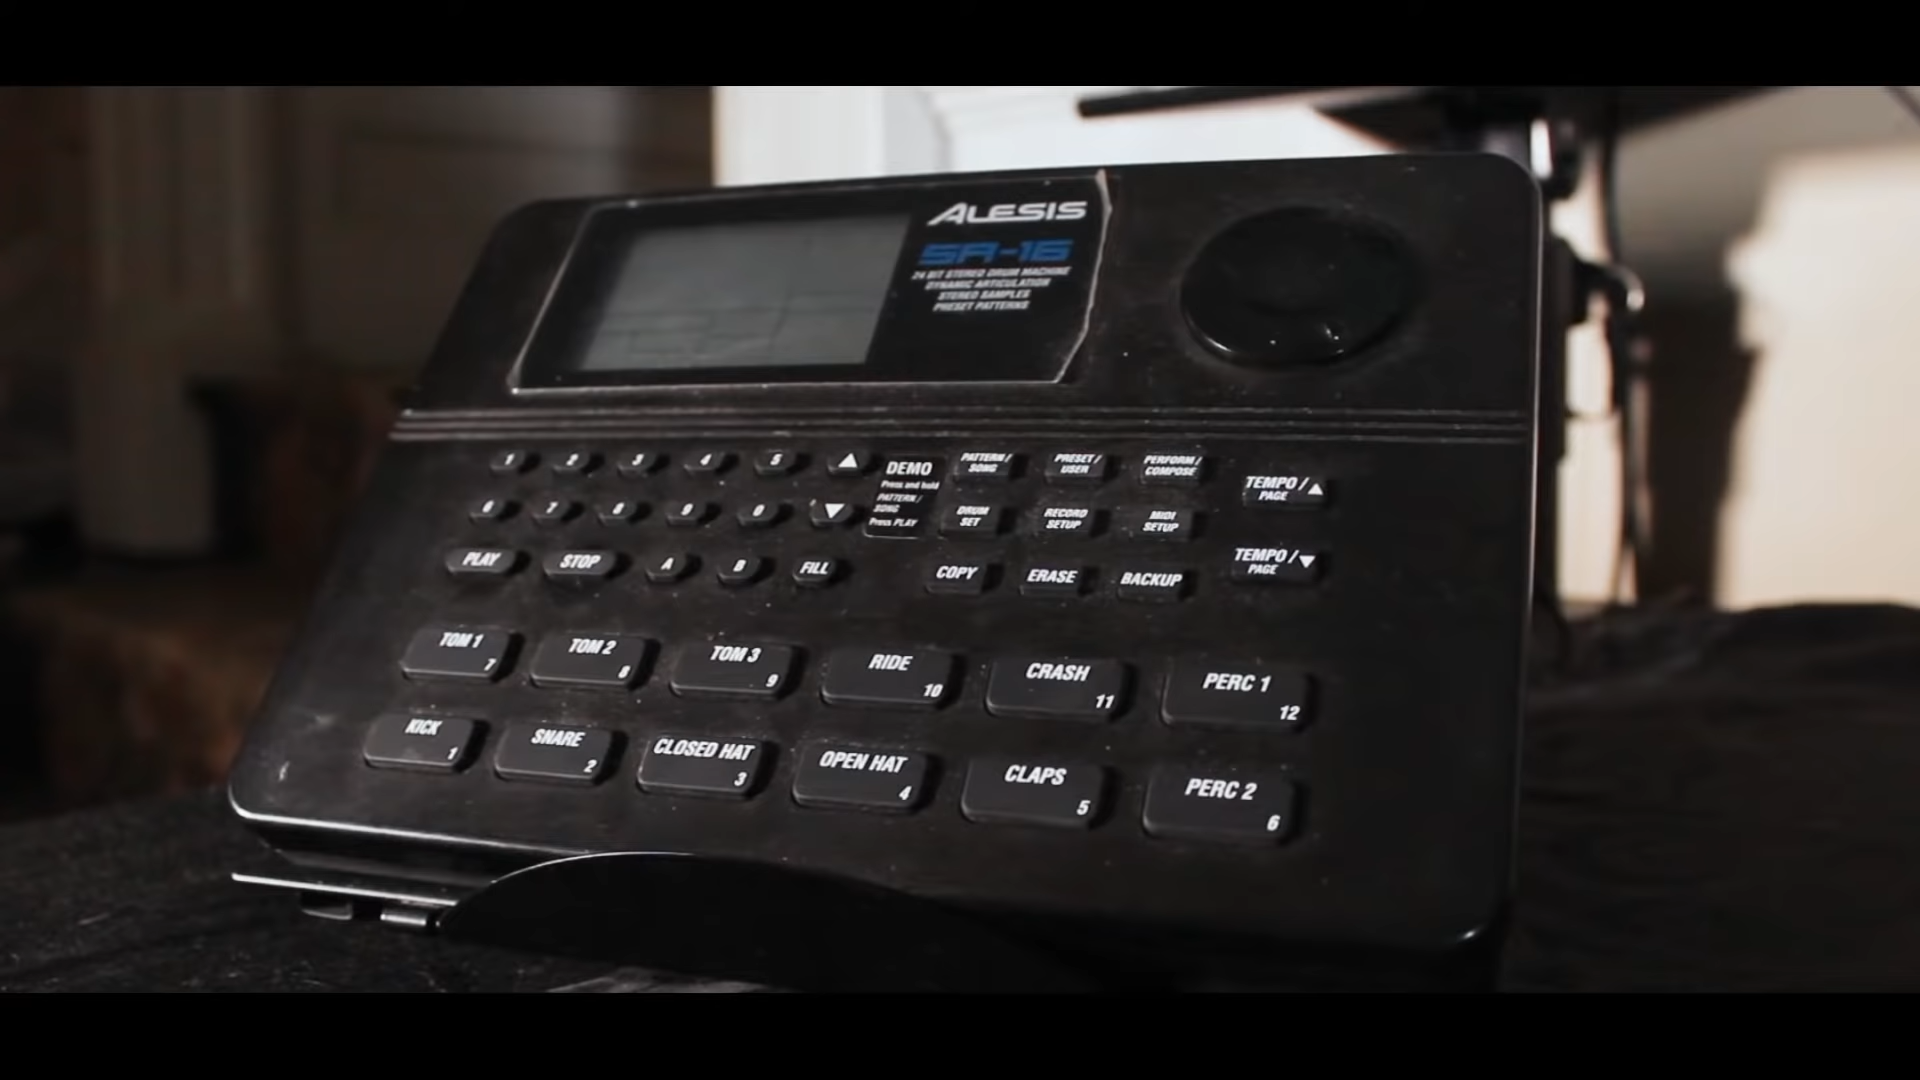 ALESIS
SR-16
24 BIT STEREO DRUM MACHINE
DYNAMIC ARTICULATION
STEREO SAMPLES
PRESET PATTERNS
1 2 3 4 5 ▲
6 7 8 9 0 ▼
PLAY STOP A B FILL
DEMO
Press and hold
PATTERN /
SONG
Press PLAY
PATTERN /
SONG
PRESET /
USER
PERFORM /
COMPOSE
TEMPO / ▲
PAGE
DRUM
SET
RECORD
SETUP
MIDI
SETUP
TEMPO / ▼
PAGE
COPY ERASE BACKUP
TOM 1
7
TOM 2
8
TOM 3
9
RIDE
10
CRASH
11
PERC 1
12
KICK
1
SNARE
2
CLOSED HAT
3
OPEN HAT
4
CLAPS
5
PERC 2
6